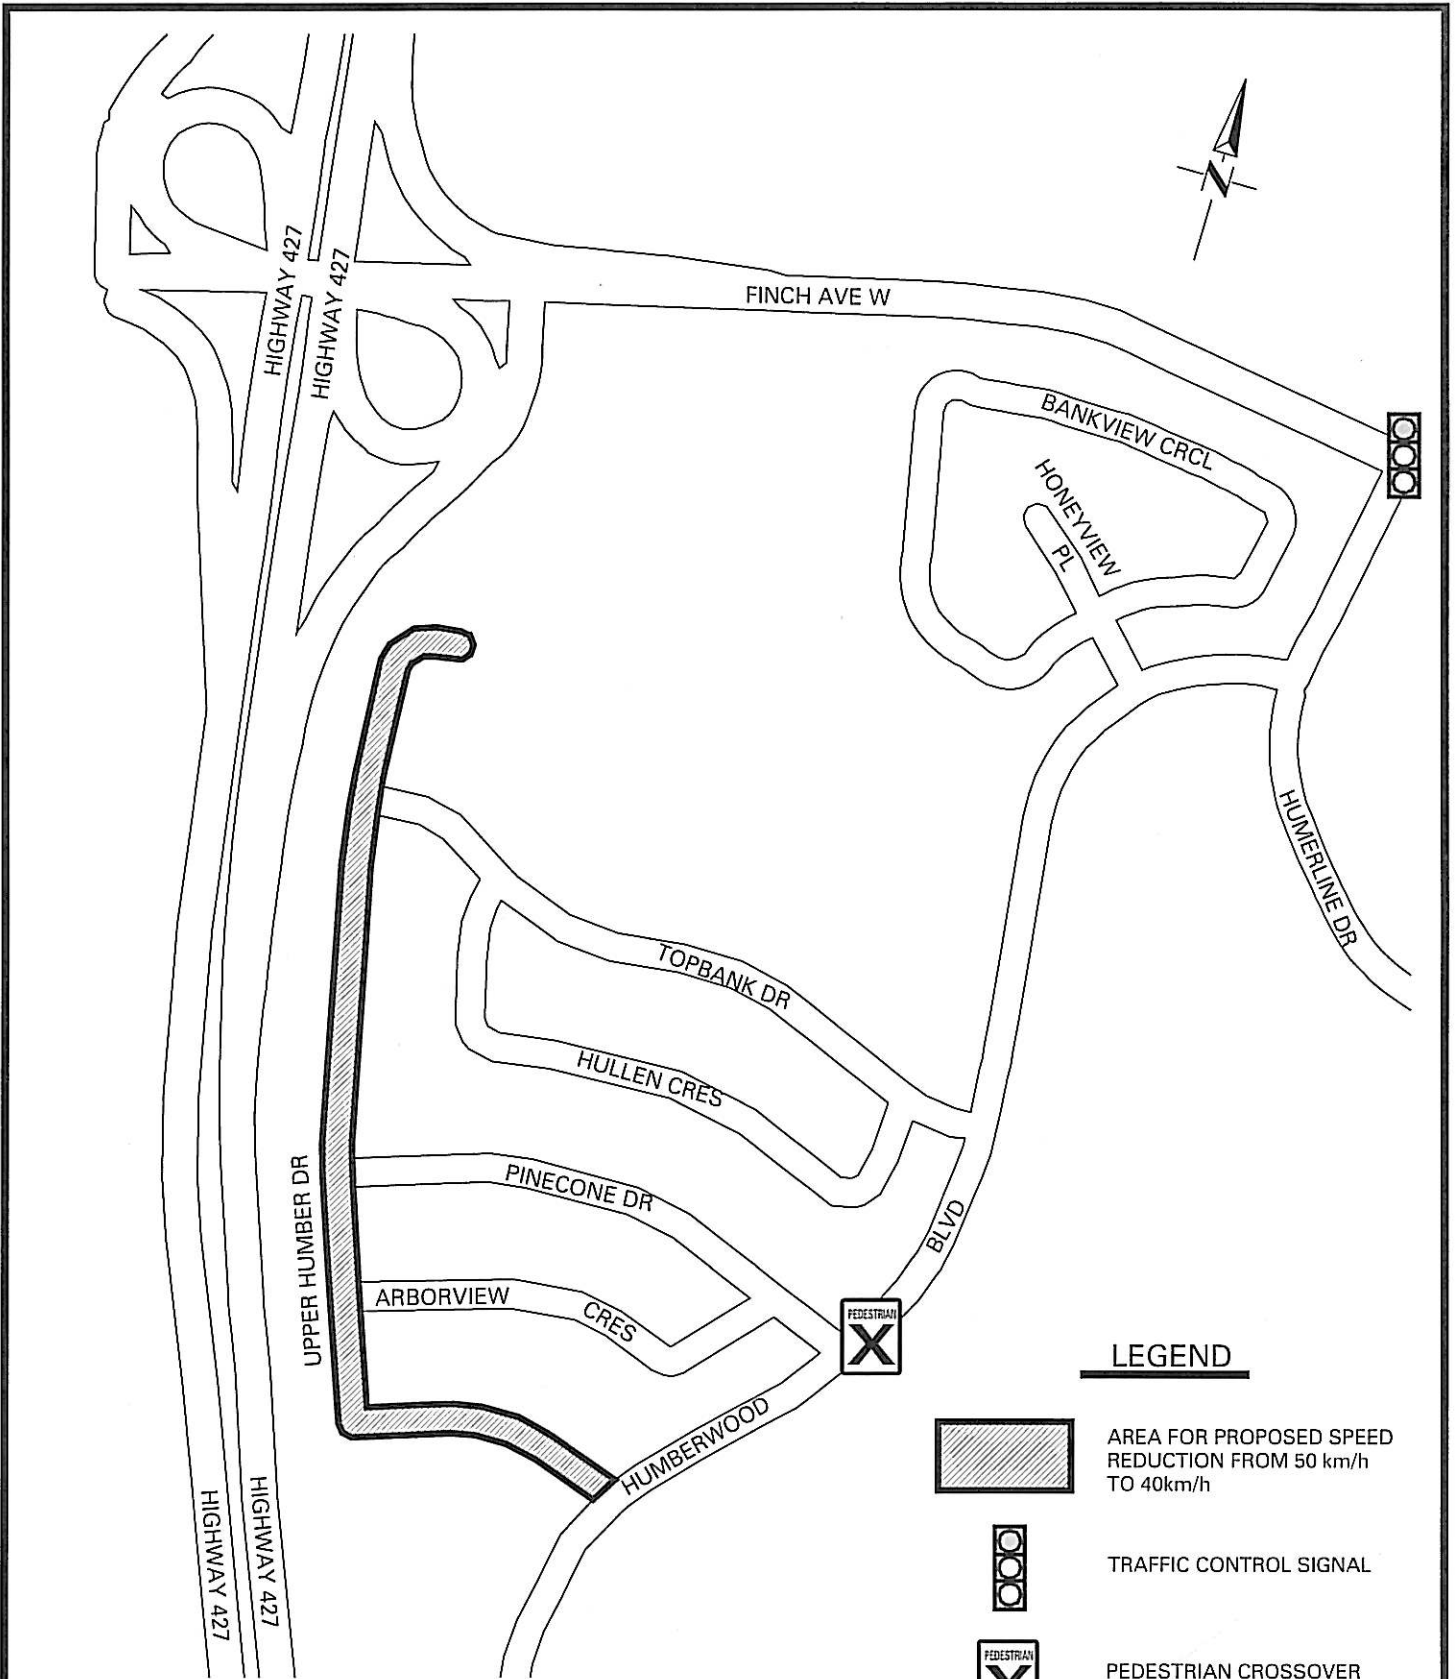 N
HIGHWAY 427
HIGHWAY 427
FINCH AVE W
BANKVIEW CRCL
HONEYVIEW
PL
HUMERLINE DR
TOPBANK DR
HULLEN CRES
PINECONE DR
UPPER HUMBER DR
BLVD
ARBORVIEW
CRES
PEDESTRIAN
X
HUMBERWOOD
HIGHWAY 427
HIGHWAY 427
LEGEND
AREA FOR PROPOSED SPEED
REDUCTION FROM 50 km/h
TO 40km/h
TRAFFIC CONTROL SIGNAL
PEDESTRIAN
X
PEDESTRIAN CROSSOVER